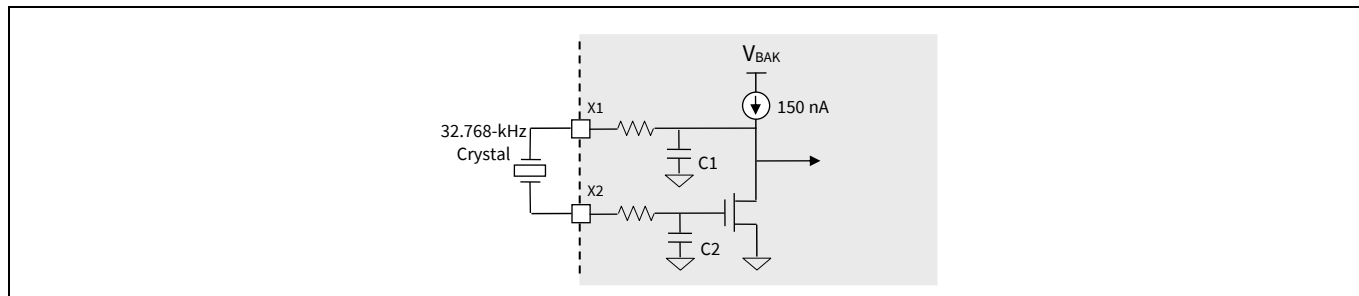 V_BAK
150 nA
X1
32.768-kHz
Crystal
C1
X2
C2